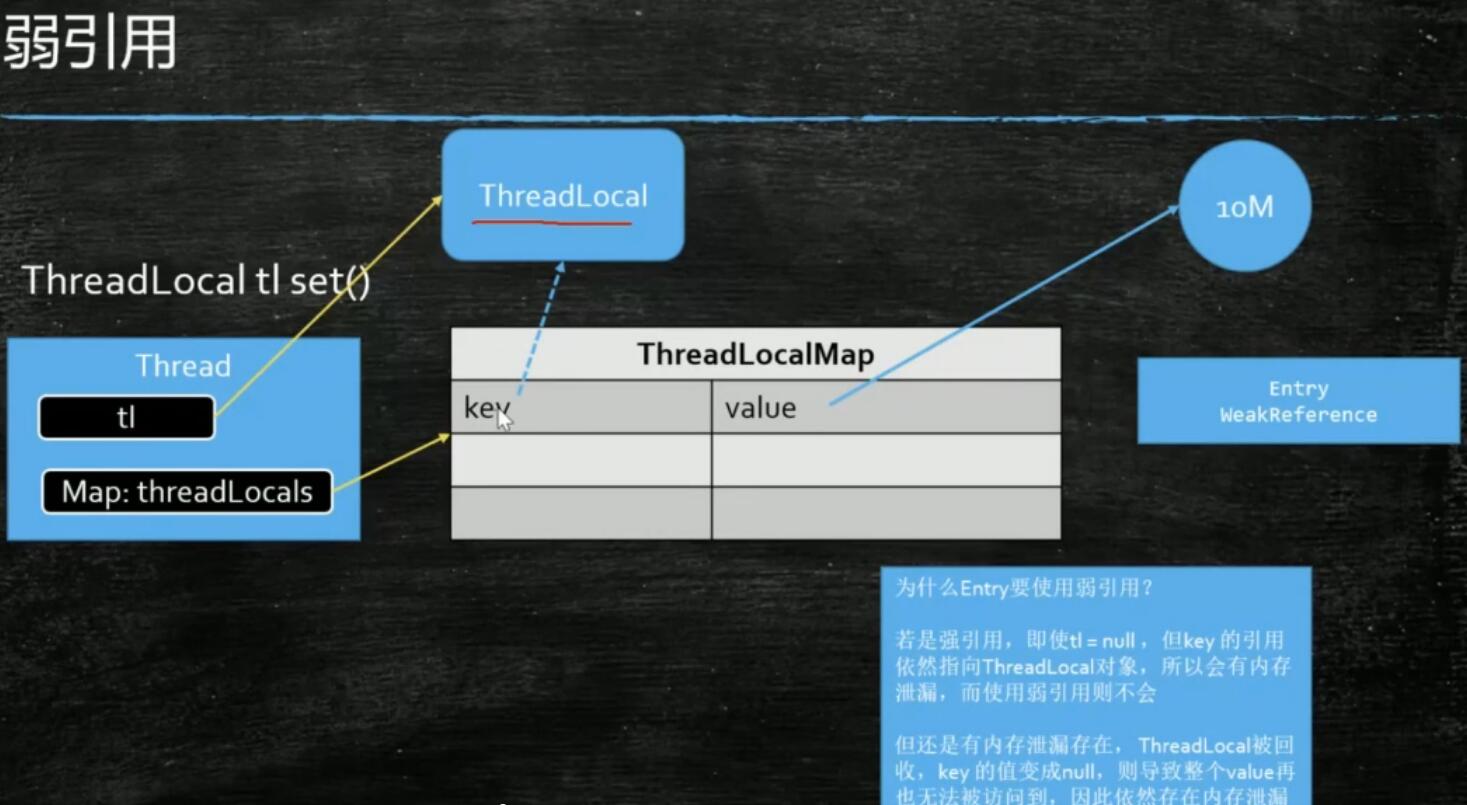 弱引用
ThreadLocal
10M
ThreadLocal tl set()
Thread
tl
Map: threadLocals
ThreadLocalMap
key
value
Entry
WeakReference
为什么Entry要使用弱引用？
若是强引用，即使tl = null ，但key 的引用
依然指向ThreadLocal对象，所以会有内存
泄漏，而使用弱引用则不会
但还是有内存泄漏存在，ThreadLocal被回
收，key 的值变成null，则导致整个value再
也无法被访问到，因此依然存在内存泄漏